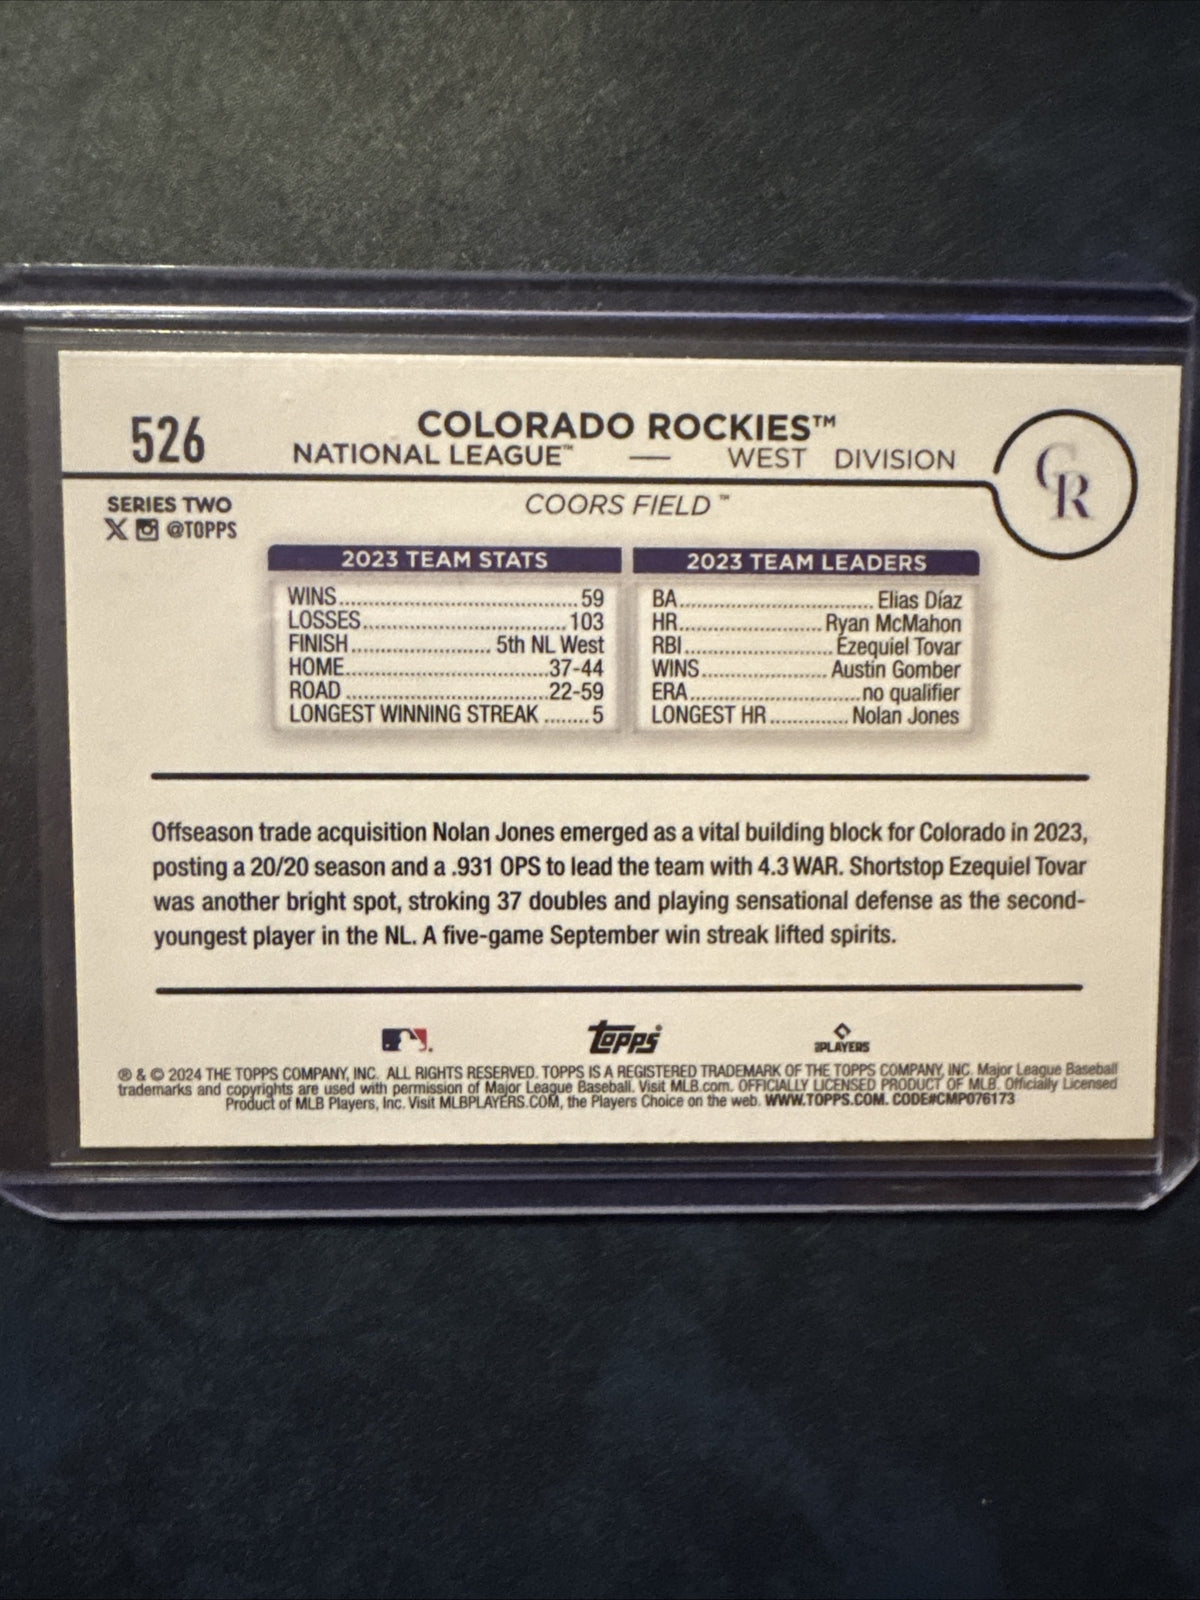 526
COLORADO ROCKIES™
NATIONAL LEAGUE™ — WEST DIVISION
CR
SERIES TWO
@TOPPS
COORS FIELD™
2023 TEAM STATS
WINS..................................59
LOSSES..............................103
FINISH.....................5th NL West
HOME..............................37-44
ROAD..............................22-59
LONGEST WINNING STREAK ........5
2023 TEAM LEADERS
BA.............................Elias Díaz
HR.....................Ryan McMahon
RBI......................Ezequiel Tovar
WINS...................Austin Gomber
ERA.........................no qualifier
LONGEST HR.............Nolan Jones
Offseason trade acquisition Nolan Jones emerged as a vital building block for Colorado in 2023,
posting a 20/20 season and a .931 OPS to lead the team with 4.3 WAR. Shortstop Ezequiel Tovar
was another bright spot, stroking 37 doubles and playing sensational defense as the second-
youngest player in the NL. A five-game September win streak lifted spirits.
Topps®
PLAYERS
® & © 2024 THE TOPPS COMPANY, INC. ALL RIGHTS RESERVED. TOPPS IS A REGISTERED TRADEMARK OF THE TOPPS COMPANY, INC. Major League Baseball
trademarks and copyrights are used with permission of Major League Baseball. Visit MLB.com. OFFICIALLY LICENSED PRODUCT OF MLB. Officially Licensed
Product of MLB Players, Inc. Visit MLBPLAYERS.COM, the Players Choice on the web. WWW.TOPPS.COM. CODE#CMP076173